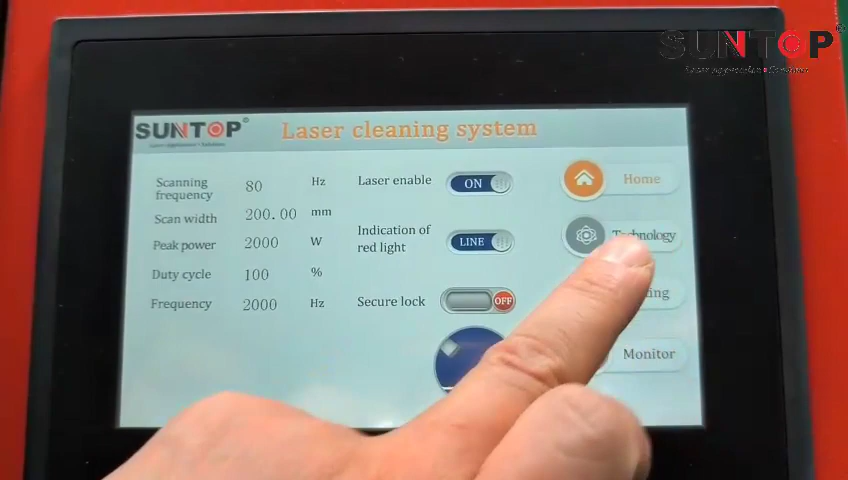 SUNTOP®
SUNTOP®
Laser cleaning system
Scanning frequency 80 Hz
Scan width 200.00 mm
Peak power 2000 W
Duty cycle 100 %
Frequency 2000 Hz
Laser enable ON
Indication of red light LINE
Secure lock OFF
Home
Technology
Monitor